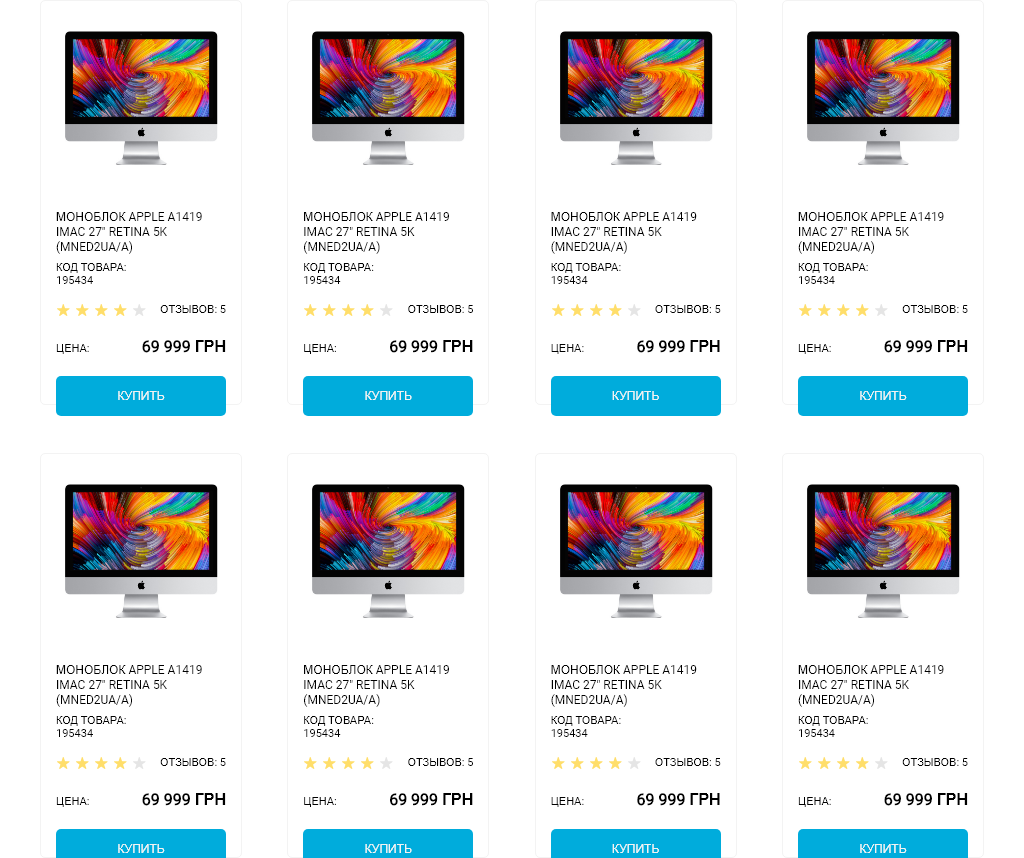 МОНОБЛОК APPLE A1419
IMAC 27" RETINA 5K
(MNED2UA/A)
КОД ТОВАРА:
195434
ОТЗЫВОВ: 5
ЦЕНА: 69 999 ГРН
КУПИТЬ
МОНОБЛОК APPLE A1419
IMAC 27" RETINA 5K
(MNED2UA/A)
КОД ТОВАРА:
195434
ОТЗЫВОВ: 5
ЦЕНА: 69 999 ГРН
КУПИТЬ
МОНОБЛОК APPLE A1419
IMAC 27" RETINA 5K
(MNED2UA/A)
КОД ТОВАРА:
195434
ОТЗЫВОВ: 5
ЦЕНА: 69 999 ГРН
КУПИТЬ
МОНОБЛОК APPLE A1419
IMAC 27" RETINA 5K
(MNED2UA/A)
КОД ТОВАРА:
195434
ОТЗЫВОВ: 5
ЦЕНА: 69 999 ГРН
КУПИТЬ
МОНОБЛОК APPLE A1419
IMAC 27" RETINA 5K
(MNED2UA/A)
КОД ТОВАРА:
195434
ОТЗЫВОВ: 5
ЦЕНА: 69 999 ГРН
КУПИТЬ
МОНОБЛОК APPLE A1419
IMAC 27" RETINA 5K
(MNED2UA/A)
КОД ТОВАРА:
195434
ОТЗЫВОВ: 5
ЦЕНА: 69 999 ГРН
КУПИТЬ
МОНОБЛОК APPLE A1419
IMAC 27" RETINA 5K
(MNED2UA/A)
КОД ТОВАРА:
195434
ОТЗЫВОВ: 5
ЦЕНА: 69 999 ГРН
КУПИТЬ
МОНОБЛОК APPLE A1419
IMAC 27" RETINA 5K
(MNED2UA/A)
КОД ТОВАРА:
195434
ОТЗЫВОВ: 5
ЦЕНА: 69 999 ГРН
КУПИТЬ